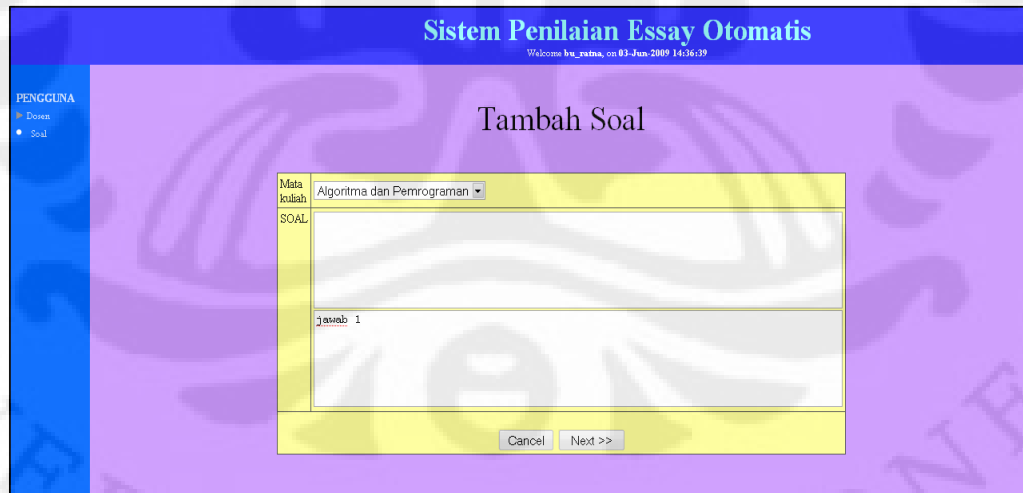 Sistem Penilaian Essay Otomatis
Welcome bu_ratna, on 03-Jun-2009 14:36:39
PENGGUNA
Dosen
Soal
Tambah Soal
Mata kuliah
Algoritma dan Pemrograman
SOAL
jawab 1
Cancel Next >>